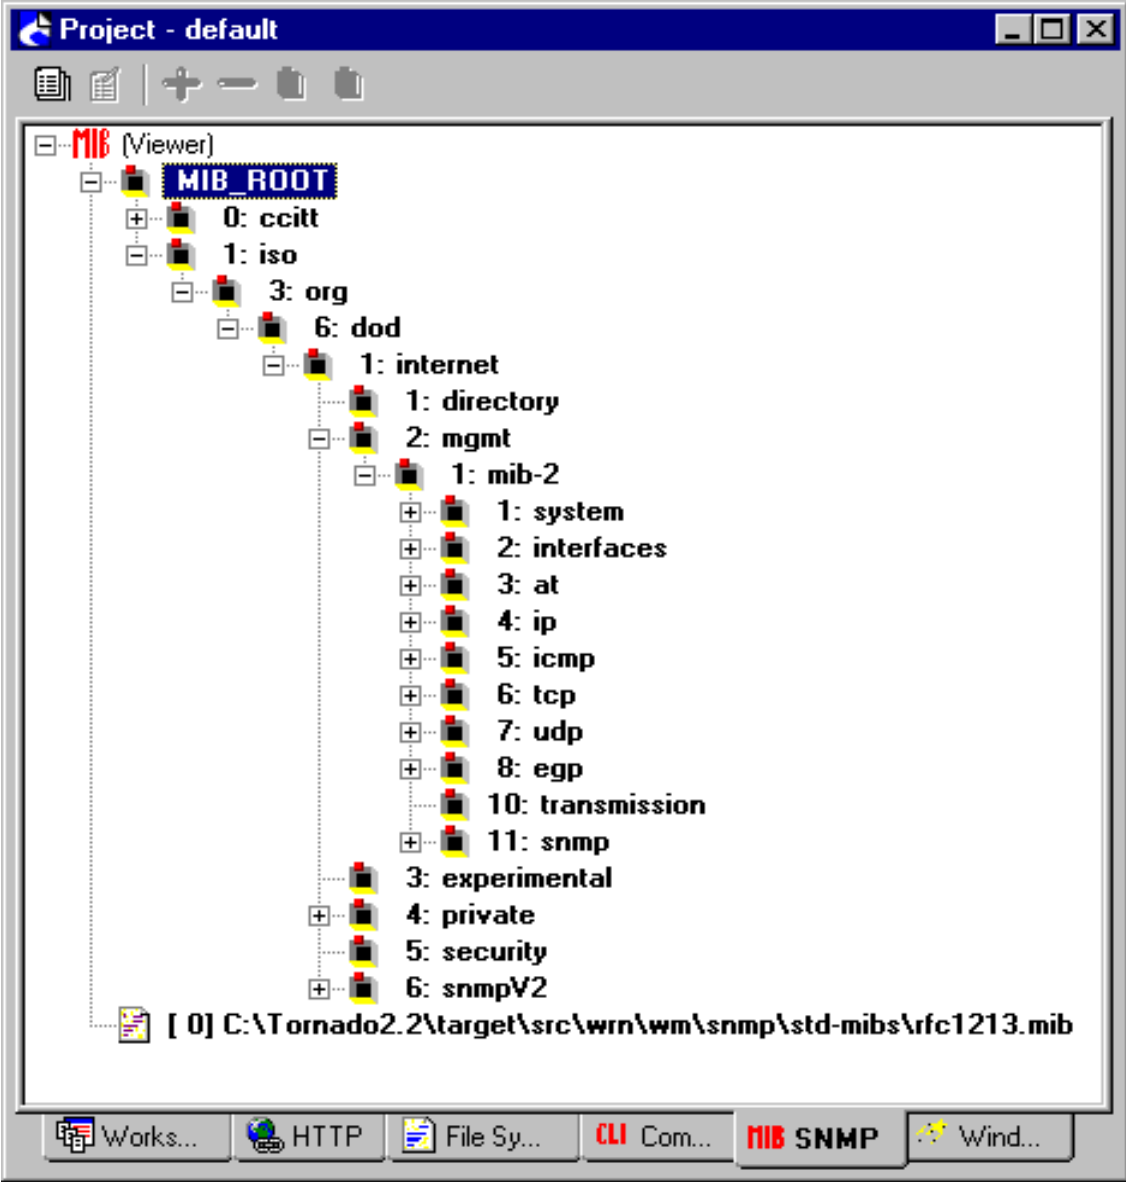 Project - default
MIB (Viewer)
MIB_ROOT
0: ccitt
1: iso
3: org
6: dod
1: internet
1: directory
2: mgmt
1: mib-2
1: system
2: interfaces
3: at
4: ip
5: icmp
6: tcp
7: udp
8: egp
10: transmission
11: snmp
3: experimental
4: private
5: security
6: snmpV2
[ 0] C:\Tornado2.2\target\src\wrn\wm\snmp\std-mibs\rfc1213.mib
Works... HTTP File Sy... CLI Com... MIB SNMP Wind...